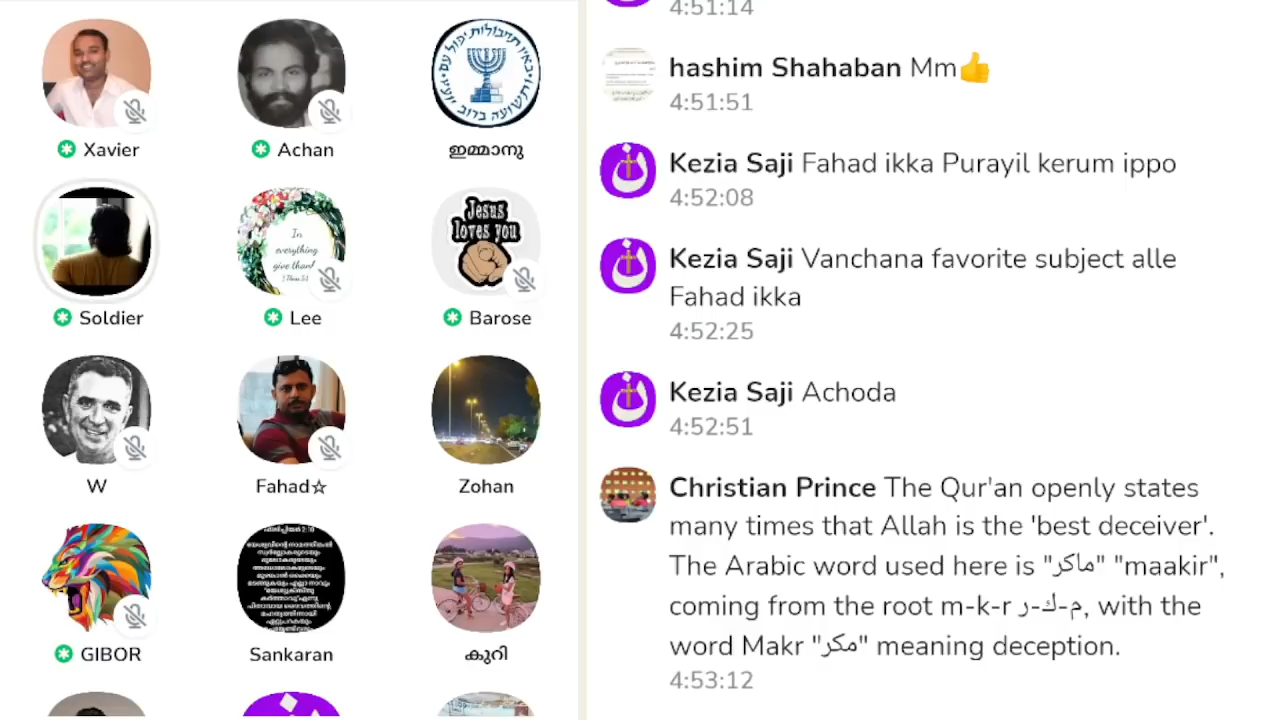 Xavier
Achan
ഇമ്മാനു
Soldier
In
everything
give thanks
Lee
Jesus
loves you
Barose
W
Fahad☆
Zohan
GIBOR
Sankaran
കുറി
4:51:14
hashim Shahaban Mm👍
4:51:51
Kezia Saji Fahad ikka Purayil kerum ippo
4:52:08
Kezia Saji Vanchana favorite subject alle
Fahad ikka
4:52:25
Kezia Saji Achoda
4:52:51
Christian Prince The Qur'an openly states
many times that Allah is the 'best deceiver'.
The Arabic word used here is "ماكر" "maakir",
coming from the root m-k-r م-ك-ر, with the
word Makr "مكر" meaning deception.
4:53:12